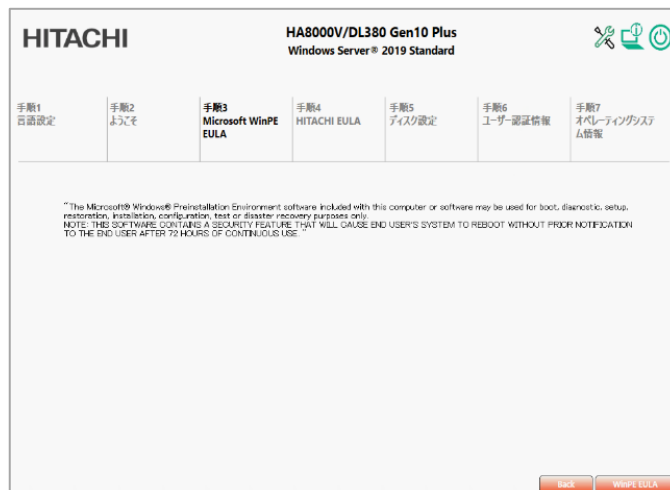 HITACHI
HA8000V/DL380 Gen10 Plus
Windows Server® 2019 Standard
手順1
言語設定
手順2
ようこそ
手順3
Microsoft WinPE
EULA
手順4
HITACHI EULA
手順5
ディスク設定
手順6
ユーザー認証情報
手順7
オペレーティングシステ
ム情報
"The Microsoft® Windows® Preinstallation Environment software included with this computer or software may be used for boot, diagnostic, setup,
restoration, installation, configuration, test or disaster recovery purposes only.
NOTE: THIS SOFTWARE CONTAINS A SECURITY FEATURE THAT WILL CAUSE END USER'S SYSTEM TO REBOOT WITHOUT PRIOR NOTIFICATION
TO THE END USER AFTER 72 HOURS OF CONTINUOUS USE. "
Back
WinPE EULA